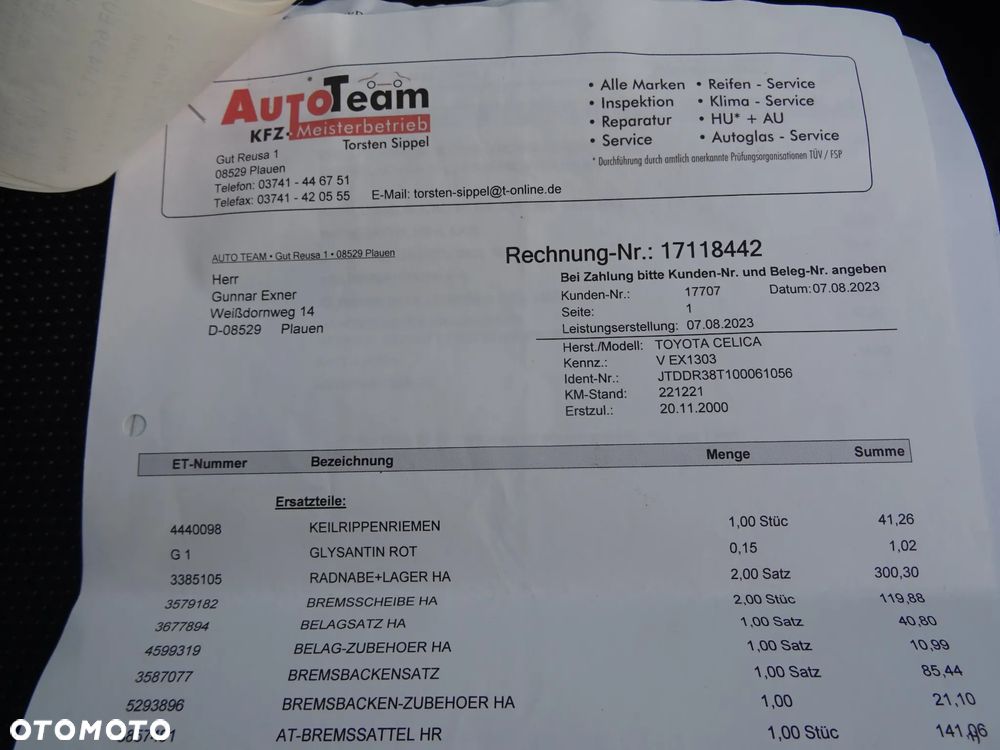 AUTOTeam
KFZ-Meisterbetrieb
Torsten Sippel
Gut Reusa 1
08529 Plauen
Telefon: 03741 - 44 67 51
Telefax: 03741 - 42 05 55 E-Mail: torsten-sippel@t-online.de
• Alle Marken • Reifen - Service
• Inspektion • Klima - Service
• Reparatur • HU* + AU
• Service • Autoglas - Service
* Durchführung durch amtlich anerkannte Prüfungsorganisationen TÜV / FSP
AUTO TEAM • Gut Reusa 1 • 08529 Plauen
Herr
Gunnar Exner
Weißdornweg 14
D-08529 Plauen
Rechnung-Nr.: 17118442
Bei Zahlung bitte Kunden-Nr. und Beleg-Nr. angeben
Kunden-Nr.: 17707 Datum: 07.08.2023
Seite: 1
Leistungserstellung: 07.08.2023
Herst./Modell: TOYOTA CELICA
Kennz.: V EX1303
Ident-Nr.: JTDDR38T100061056
KM-Stand: 221221
Erstzul.: 20.11.2000
ET-Nummer Bezeichnung Menge Summe
Ersatzteile:
4440098 KEILRIPPENRIEMEN 1,00 Stüc 41,26
G 1 GLYSANTIN ROT 0,15 1,02
3385105 RADNABE+LAGER HA 2,00 Satz 300,30
3579182 BREMSSCHEIBE HA 2,00 Stüc 119,88
3677894 BELAGSATZ HA 1,00 Satz 40,80
4599319 BELAG-ZUBEHOER HA 1,00 Satz 10,99
3587077 BREMSBACKENSATZ 1,00 Satz 85,44
5293896 BREMSBACKEN-ZUBEHOER HA 1,00 21,10
AT-BREMSSATTEL HR 1,00 Stüc 141,06
OTOMOTO